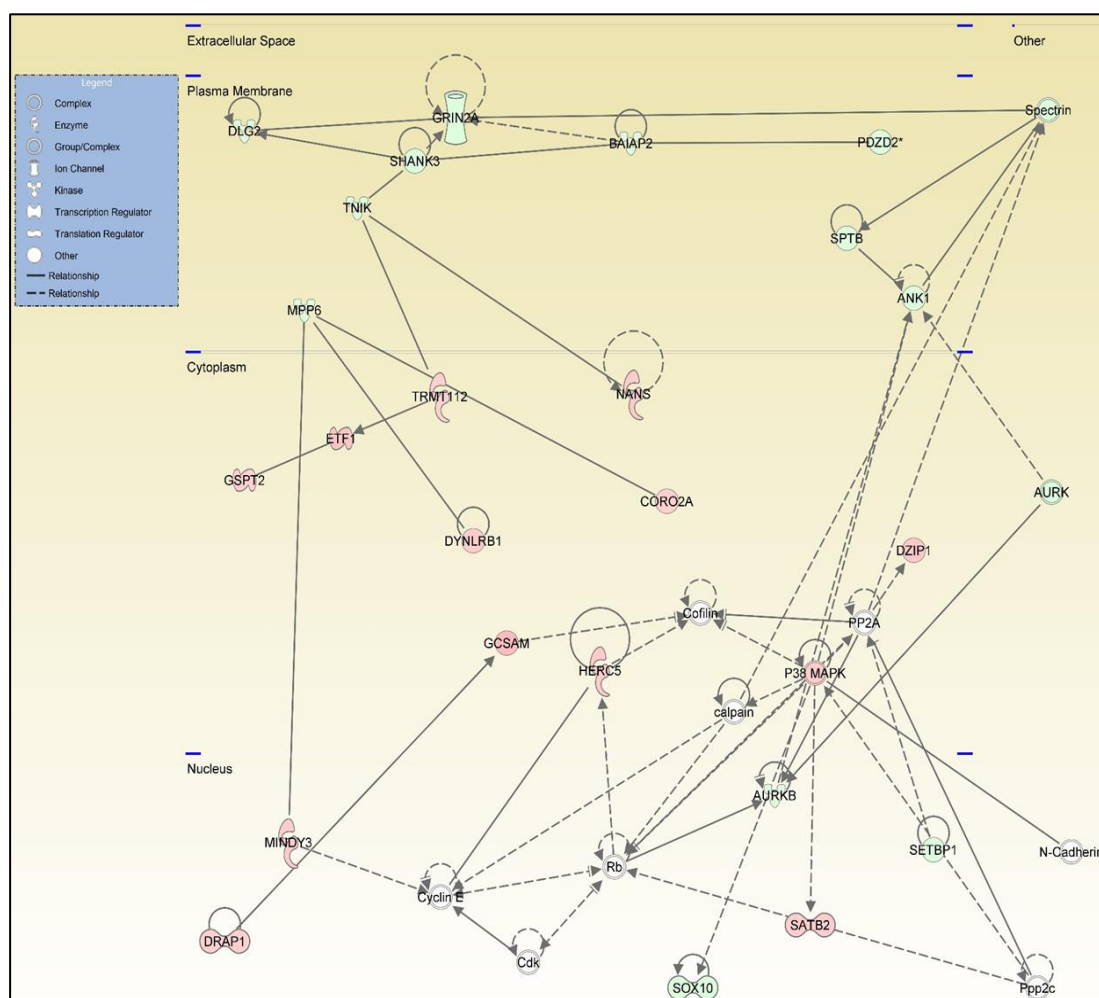 Extracellular Space
Other
Legend
Complex
Enzyme
Group/Complex
Ion Channel
Kinase
Transcription Regulator
Translation Regulator
Other
Relationship
Relationship
Plasma Membrane
GRIN2A
Spectrin
DLG2
BAIAP2
PDZD2*
SHANK3
TNIK
SPTB
ANK1
MPP6
Cytoplasm
TRMT112
NANS
ETF1
GSPT2
CORO2A
AURK
DYNLRB1
DZIP1
Cofilin
PP2A
GCSAM
HERC5
P38 MAPK
calpain
Nucleus
AURKB
MINDY3
SETBP1
N-Cadherin
Rb
Cyclin E
SATB2
DRAP1
Cdk
SOX10
Ppp2c